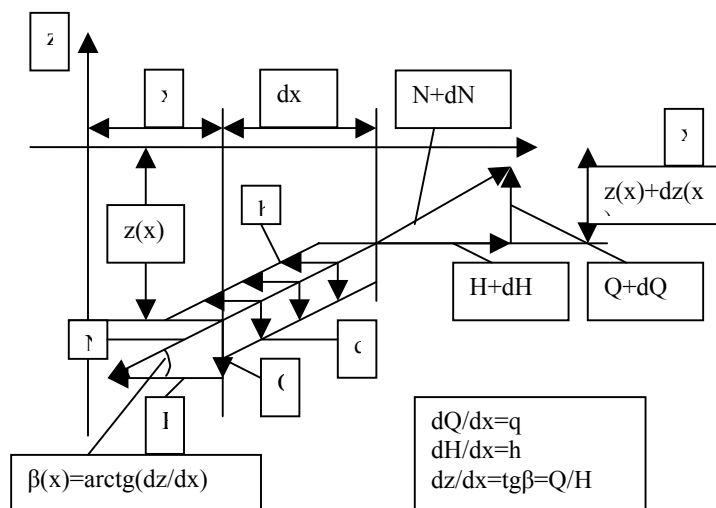 z
x
dx
N+dN
x
z(x)+dz(x
)
z(x)
h
H+dH
Q+dQ
N
q
Q
H
β(x)=arctg(dz/dx)
dQ/dx=q
dH/dx=h
dz/dx=tgβ=Q/H